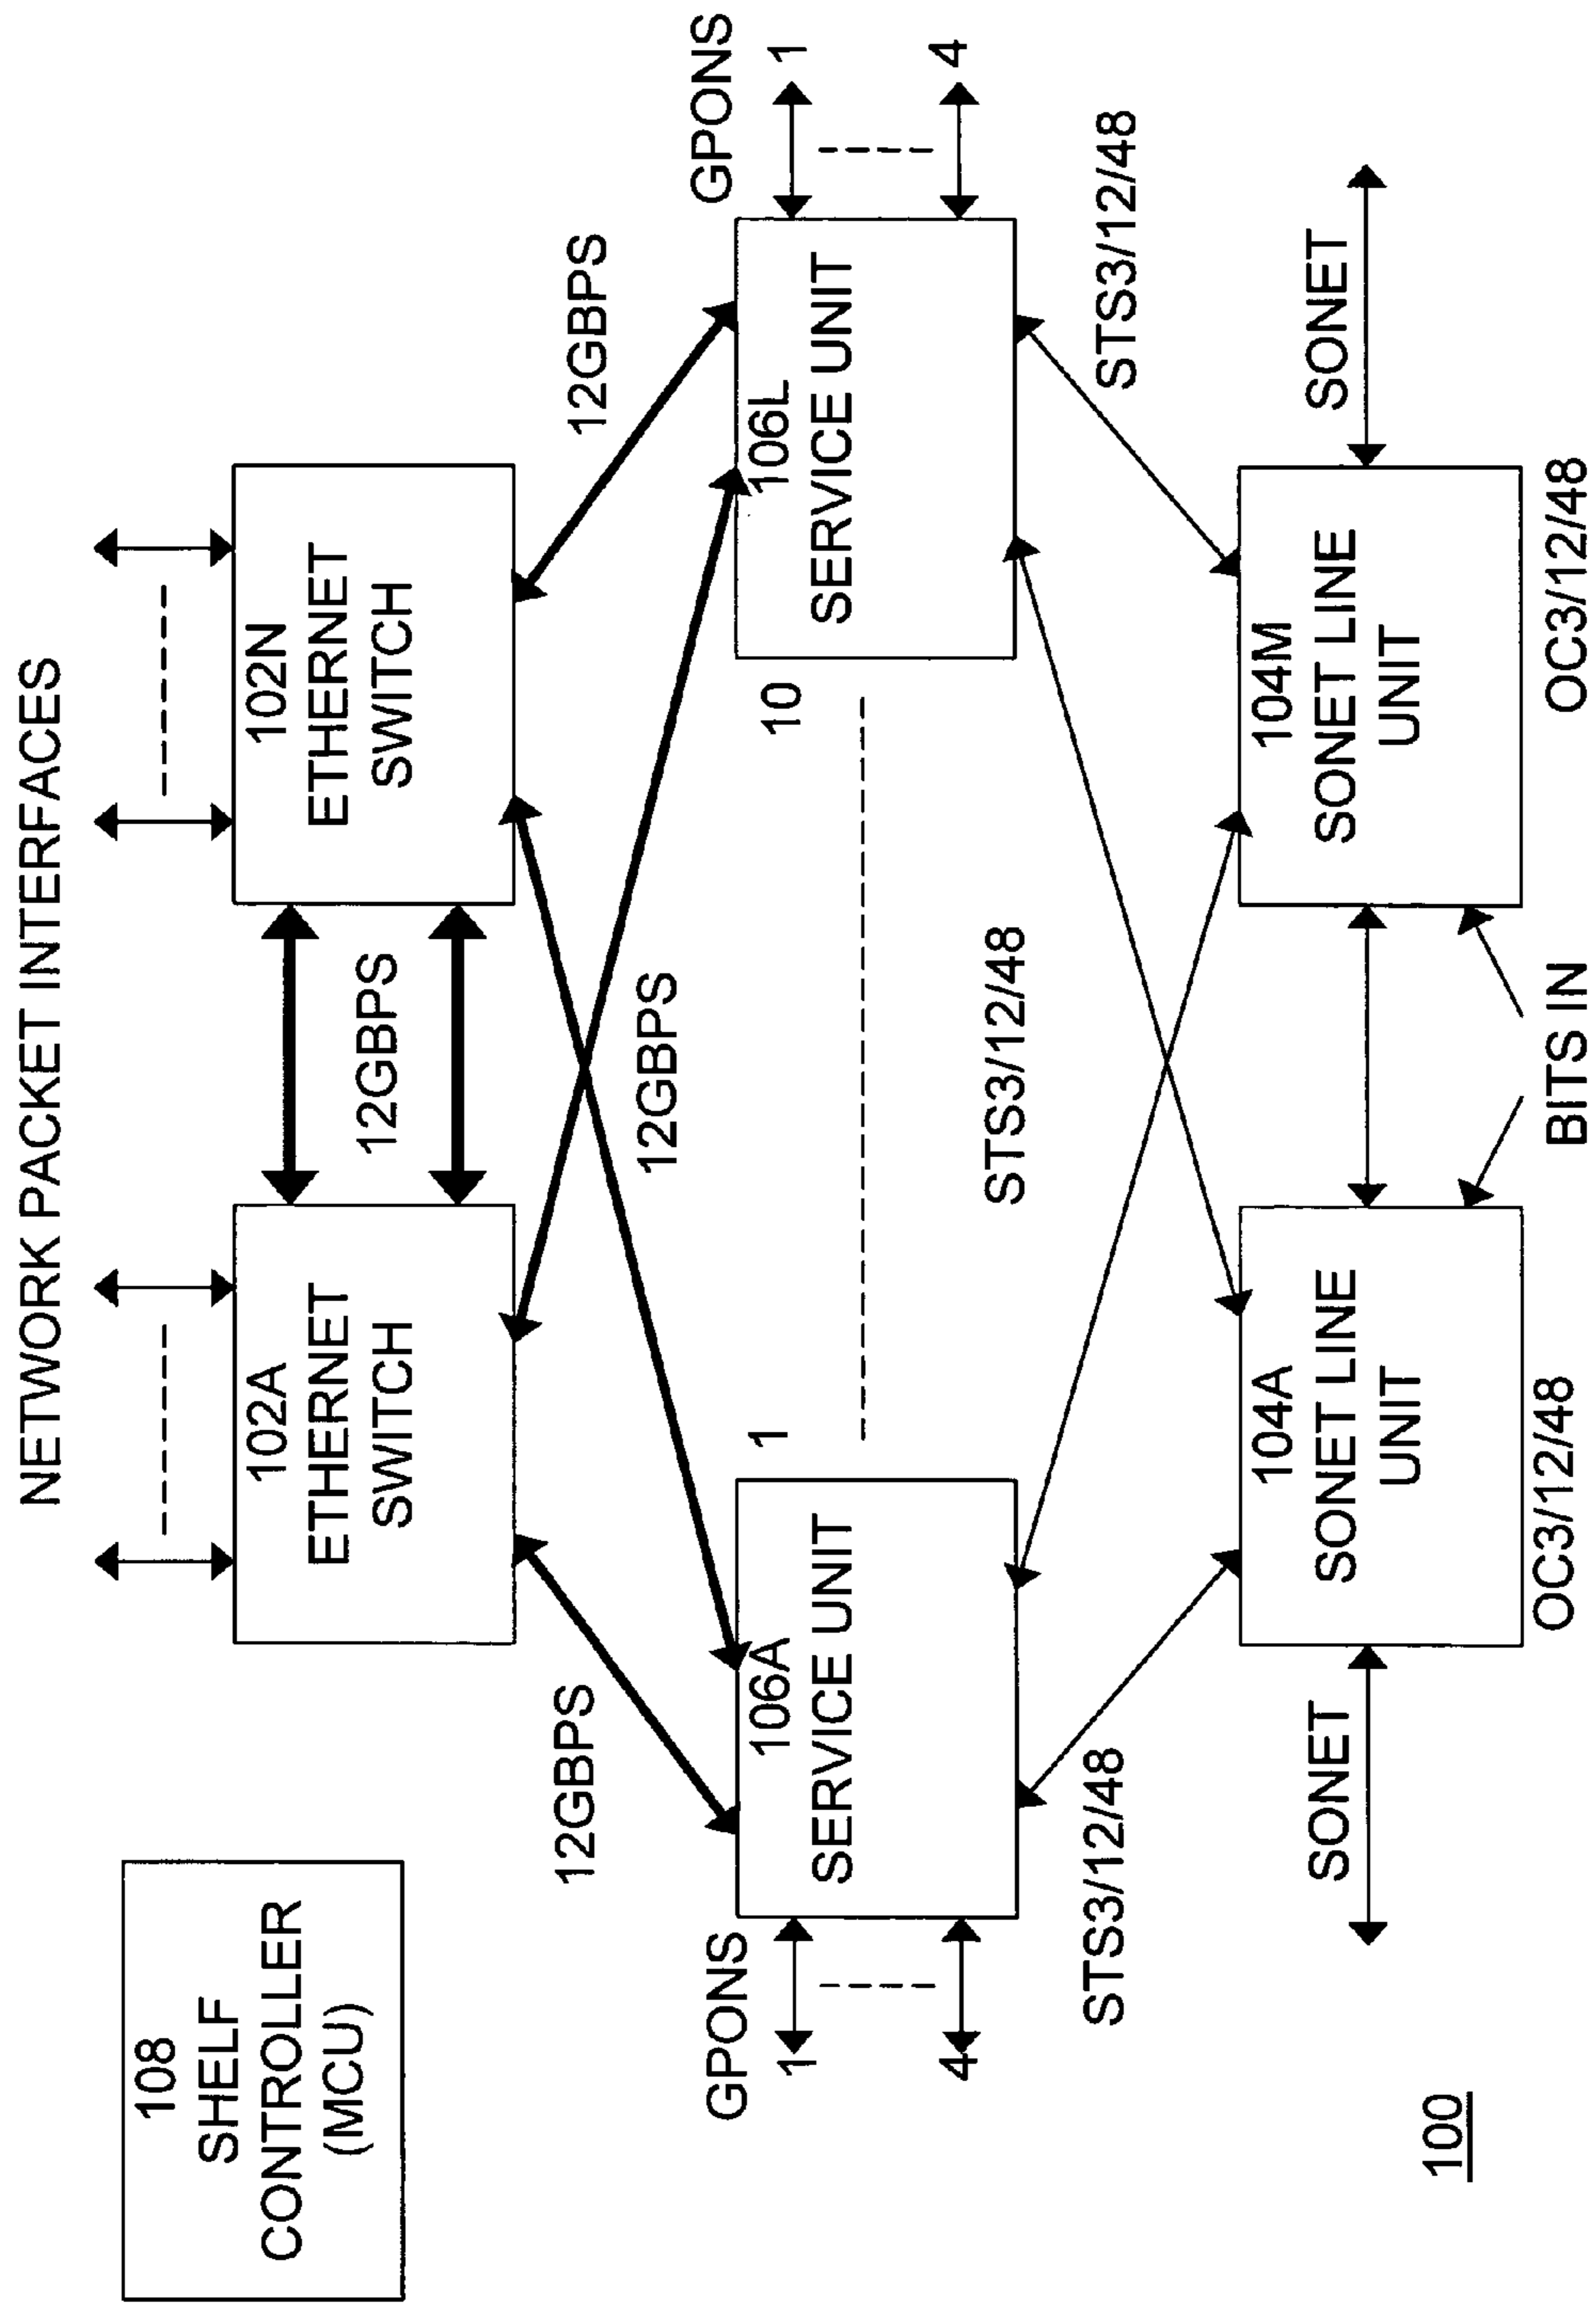 NETWORK PACKET INTERFACES
108
SHELF
CONTROLLER
(MCU)
102A
ETHERNET
SWITCH
12GBPS
102N
ETHERNET
SWITCH
12GBPS
12GBPS
12GBPS
GPONS
1
4
106A
SERVICE UNIT
1
10
106L
SERVICE UNIT
GPONS
1
4
STS3/12/48
STS3/12/48
STS3/12/48
SONET
104A
SONET LINE
UNIT
OC3/12/48
BITS IN
104M
SONET LINE
UNIT
OC3/12/48
SONET
100